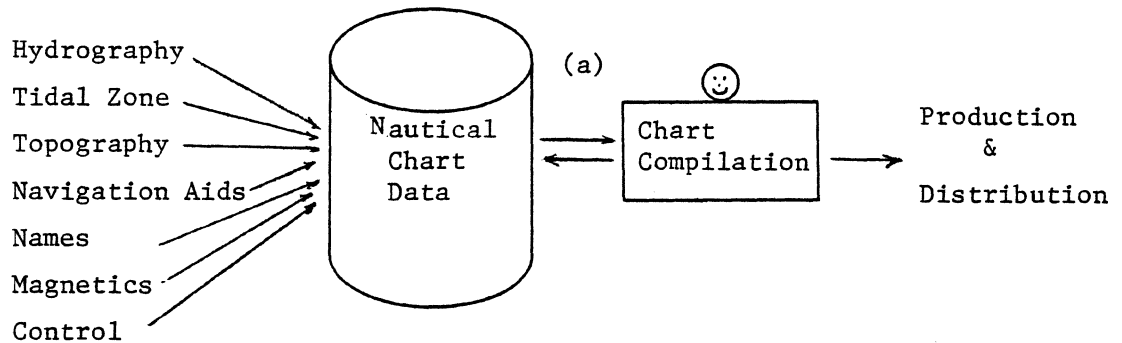 Hydrography
Tidal Zone
Topography
Navigation Aids
Names
Magnetics
Control
Nautical
Chart
Data
(a)
Chart
Compilation
Production
&
Distribution